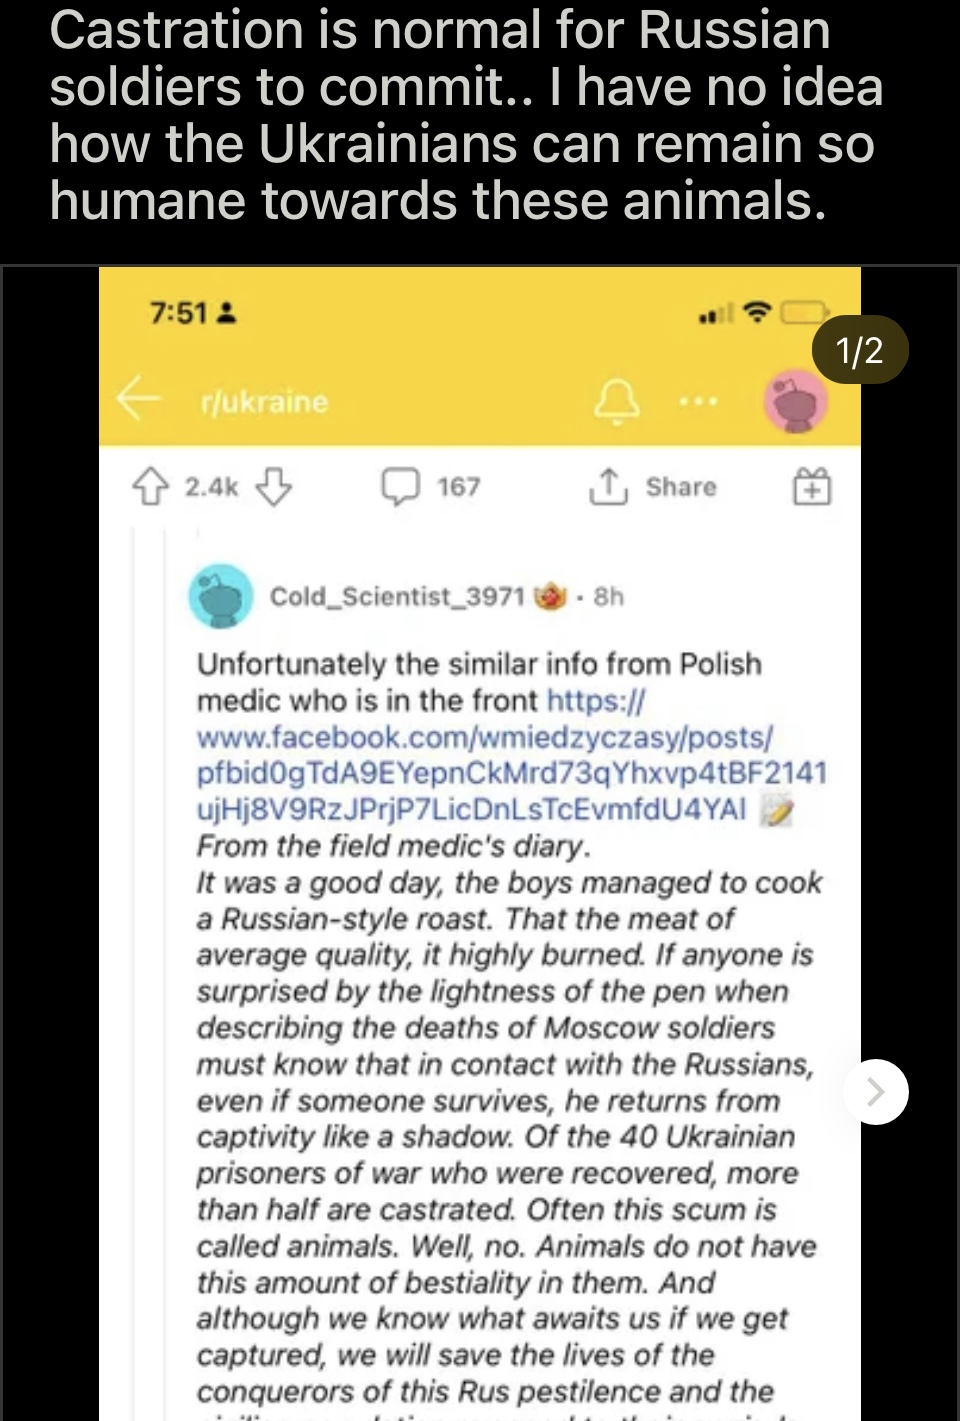 Castration is normal for Russian
soldiers to commit.. I have no idea
how the Ukrainians can remain so
humane towards these animals.
7:51
1/2
r/ukraine
2.4k
167
Share
Cold_Scientist_3971 · 8h
Unfortunately the similar info from Polish
medic who is in the front https://
www.facebook.com/wmiedzyczasy/posts/
pfbid0gTdA9EYepnCkMrd73qYhxvp4tBF2141
ujHj8V9RzJPrjP7LicDnLsTcEvmfdU4YAl
From the field medic's diary.
It was a good day, the boys managed to cook
a Russian-style roast. That the meat of
average quality, it highly burned. If anyone is
surprised by the lightness of the pen when
describing the deaths of Moscow soldiers
must know that in contact with the Russians,
even if someone survives, he returns from
captivity like a shadow. Of the 40 Ukrainian
prisoners of war who were recovered, more
than half are castrated. Often this scum is
called animals. Well, no. Animals do not have
this amount of bestiality in them. And
although we know what awaits us if we get
captured, we will save the lives of the
conquerors of this Rus pestilence and the